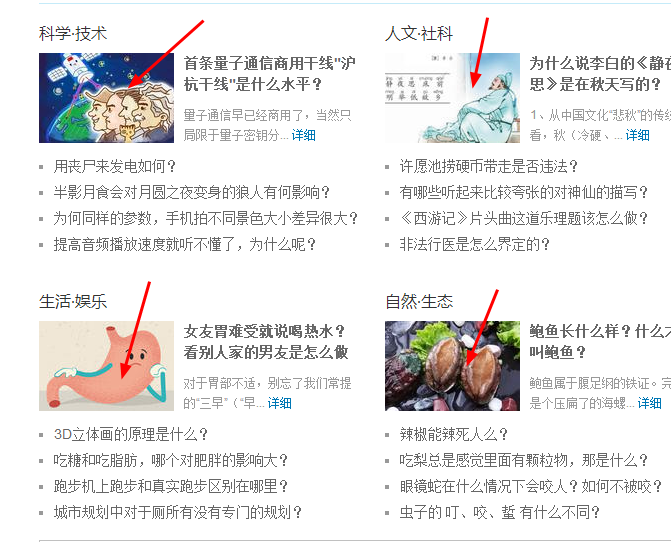 科学·技术
首条量子通信商用干线"沪
杭干线"是什么水平？
量子通信早已经商用了，当然只
局限于量子密钥分... 详细
用丧尸来发电如何？
半影月食会对月圆之夜变身的狼人有何影响？
为何同样的参数，手机拍不同景色大小差异很大？
提高音频播放速度就听不懂了，为什么呢？
人文·社科
静夜思 床前
明举低故乡
为什么说李白的《静夜
思》是在秋天写的？
1、从中国文化“悲秋”的传统
看，秋（冷硬、... 详细
许愿池捞硬币带走是否违法？
有哪些听起来比较夸张的对神仙的描写？
《西游记》片头曲这道乐理题该怎么做？
非法行医是怎么界定的？
生活·娱乐
女友胃难受就说喝热水？
看别人家的男友是怎么做
对于胃部不适，别忘了我们常提
的“三早”（“早... 详细
3D立体画的原理是什么？
吃糖和吃脂肪，哪个对肥胖的影响大？
跑步机上跑步和真实跑步区别在哪里？
城市规划中对于厕所有没有专门的规划？
自然·生态
鲍鱼长什么样？什么才
叫鲍鱼？
鲍鱼属于腹足纲的铁证。完
是个压扁了的海螺... 详细
辣椒能辣死人么？
吃梨总是感觉里面有颗粒物，那是什么？
眼镜蛇在什么情况下会咬人？如何不被咬？
虫子的 叮、咬、蜇 有什么不同？